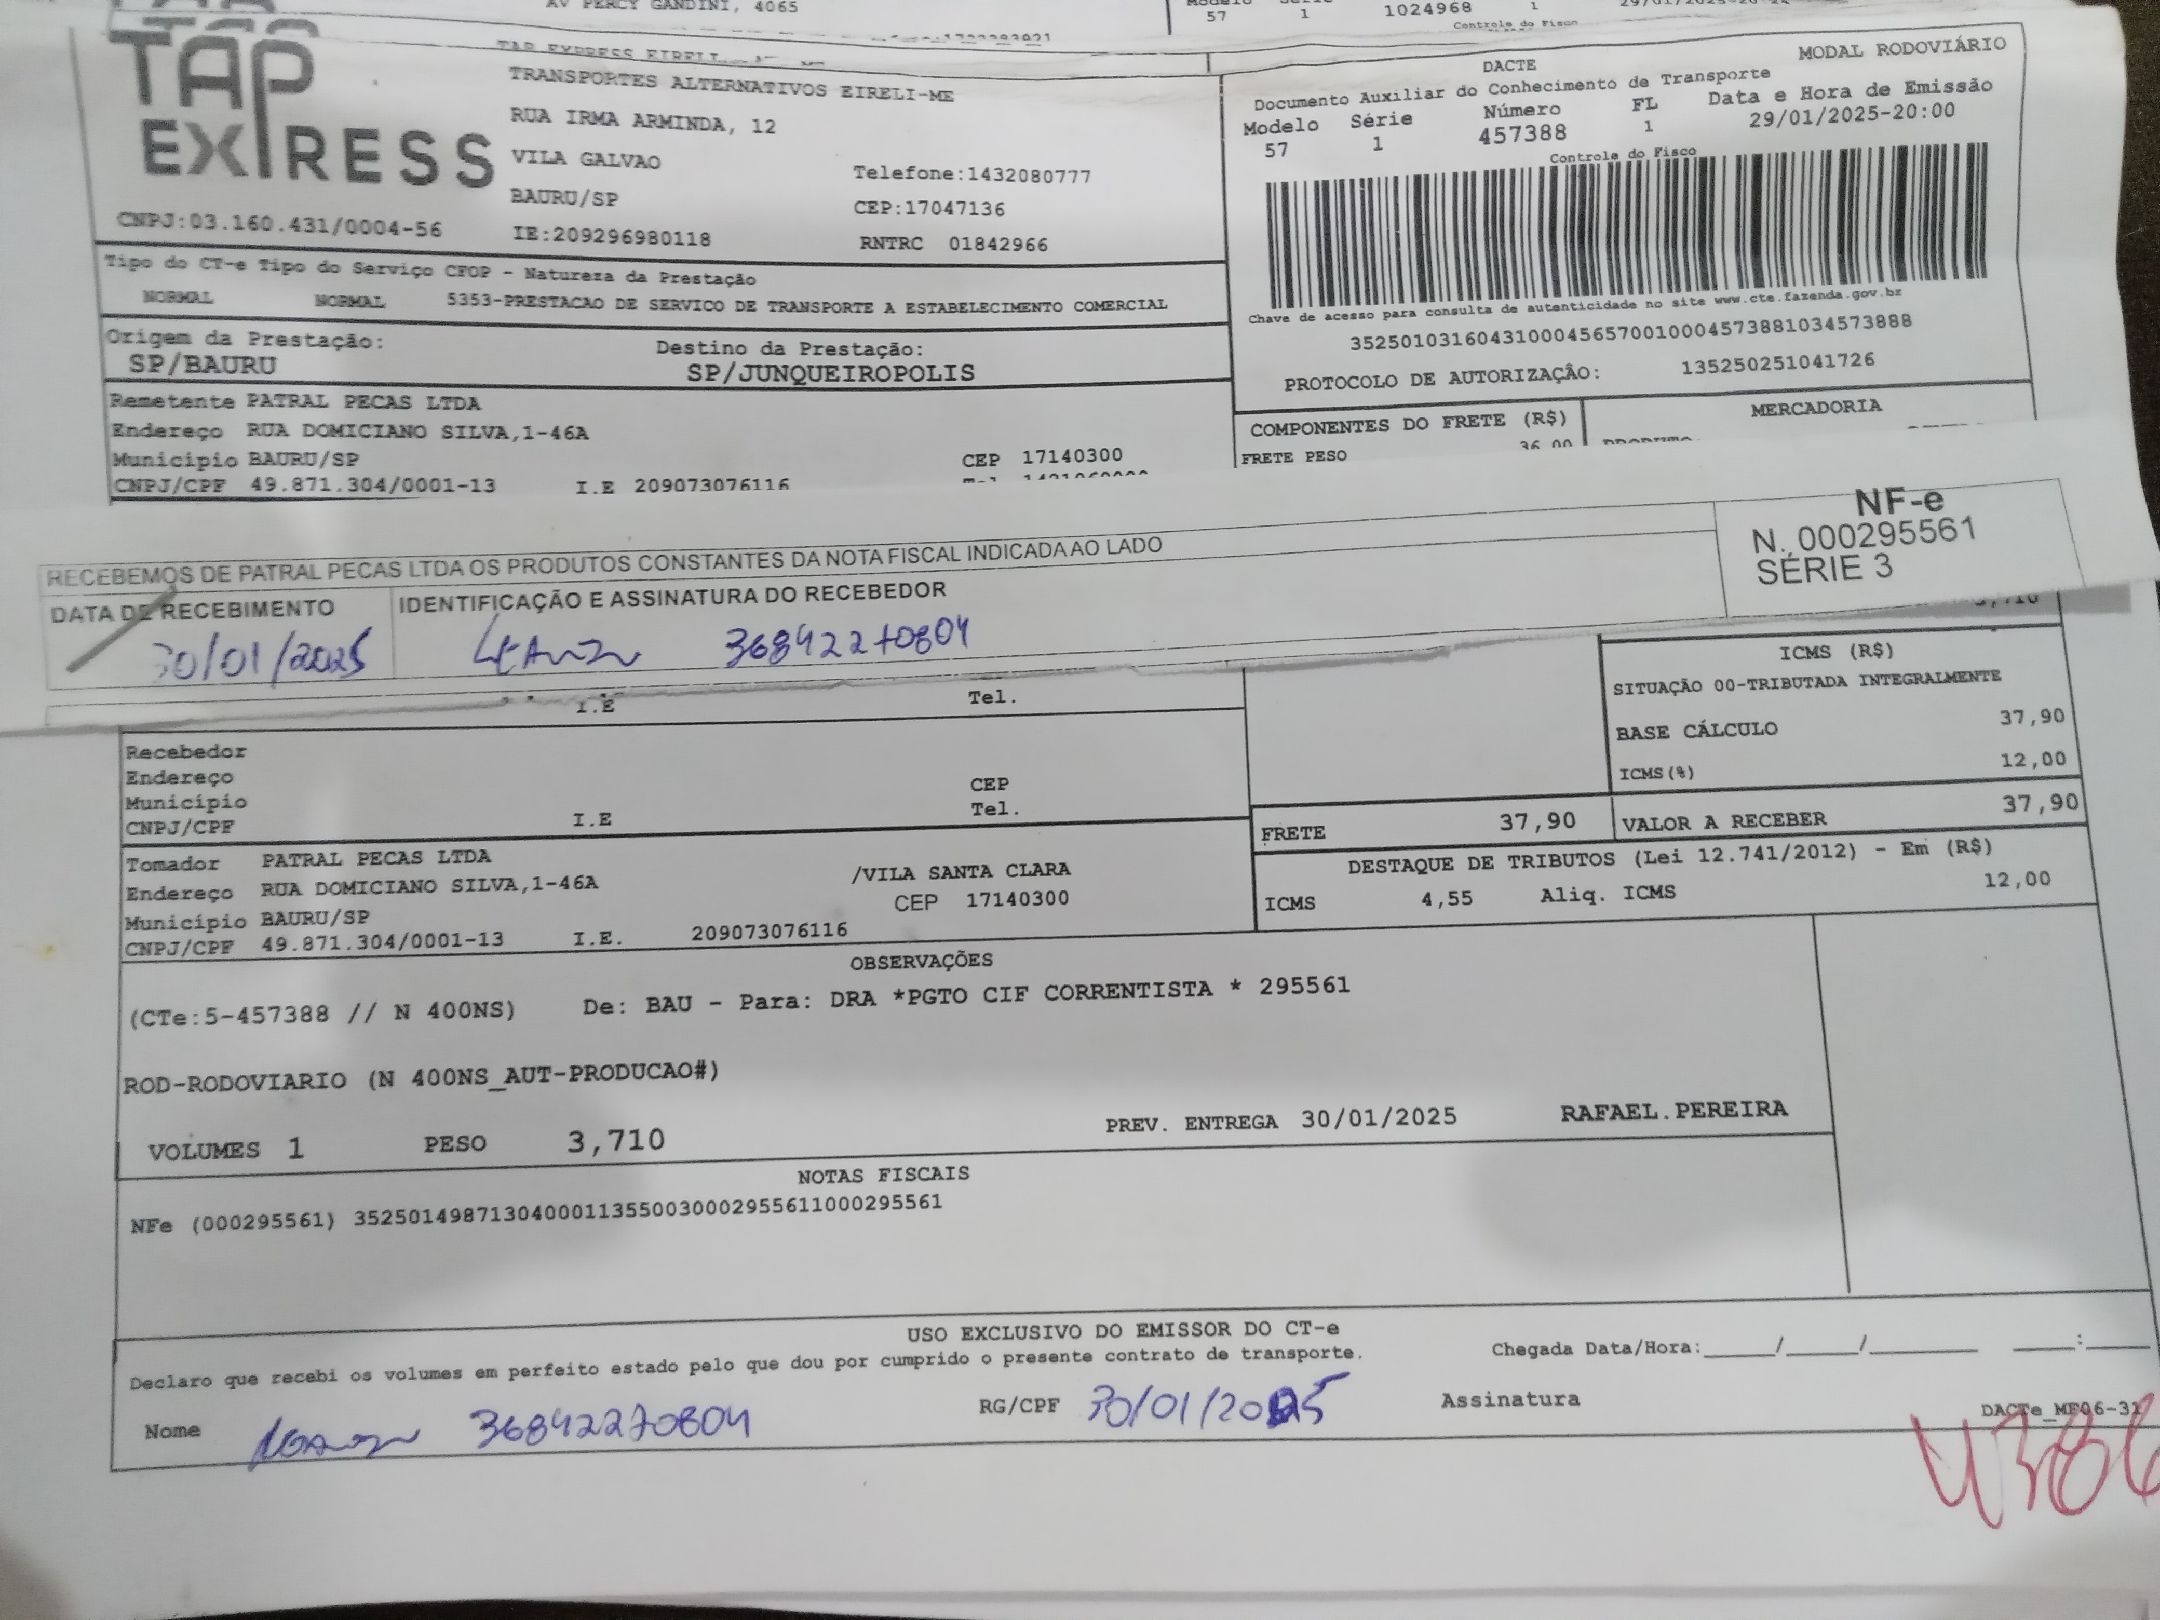 AV PERCY GANDINI, 4065
57 1 1024968 1
Controle do Fisco
TAP EXPRESS
TAP EXPRESS EIRELI
TRANSPORTES ALTERNATIVOS EIRELI-ME
RUA IRMA ARMINDA, 12
VILA GALVAO
Telefone:1432080777
BAURU/SP
CEP:17047136
CNPJ:03.160.431/0004-56
IE:209296980118
RNTRC 01842966
DACTE
MODAL RODOVIÁRIO
Documento Auxiliar do Conhecimento de Transporte
Modelo Série Número FL Data e Hora de Emissão
57 1 457388 1 29/01/2025-20:00
Controle do Fisco
Chave de acesso para consulta de autenticidade no site www.cte.fazenda.gov.br
35250103160431000456570010004573881034573888
PROTOCOLO DE AUTORIZAÇÃO: 135250251041726
Tipo do CT-e Tipo do Serviço CFOP - Natureza da Prestação
NORMAL NORMAL 5353-PRESTACAO DE SERVICO DE TRANSPORTE A ESTABELECIMENTO COMERCIAL
Origem da Prestação: Destino da Prestação:
SP/BAURU SP/JUNQUEIROPOLIS
Remetente PATRAL PECAS LTDA
Endereço RUA DOMICIANO SILVA,1-46A
Município BAURU/SP CEP 17140300
CNPJ/CPF 49.871.304/0001-13 I.E 209073076116
COMPONENTES DO FRETE (R$) MERCADORIA
FRETE PESO 36,00
RECEBEMOS DE PATRAL PECAS LTDA OS PRODUTOS CONSTANTES DA NOTA FISCAL INDICADA AO LADO
NF-e
N. 000295561
SÉRIE 3
DATA DE RECEBIMENTO IDENTIFICAÇÃO E ASSINATURA DO RECEBEDOR
30/01/2025 36842270804
I.E Tel.
Recebedor
Endereço CEP
Município Tel.
CNPJ/CPF I.E
ICMS (R$)
SITUAÇÃO 00-TRIBUTADA INTEGRALMENTE
BASE CÁLCULO 37,90
ICMS(%) 12,00
FRETE 37,90 VALOR A RECEBER 37,90
DESTAQUE DE TRIBUTOS (Lei 12.741/2012) - Em (R$)
ICMS 4,55 Aliq. ICMS 12,00
Tomador PATRAL PECAS LTDA
Endereço RUA DOMICIANO SILVA,1-46A /VILA SANTA CLARA
Município BAURU/SP CEP 17140300
CNPJ/CPF 49.871.304/0001-13 I.E. 209073076116
OBSERVAÇÕES
(CTe:5-457388 // N 400NS) De: BAU - Para: DRA *PGTO CIF CORRENTISTA * 295561
ROD-RODOVIARIO (N 400NS_AUT-PRODUCAO#)
VOLUMES 1 PESO 3,710 PREV. ENTREGA 30/01/2025 RAFAEL.PEREIRA
NOTAS FISCAIS
NFe (000295561) 35250149871304000113550030002955611000295561
USO EXCLUSIVO DO EMISSOR DO CT-e
Declaro que recebi os volumes em perfeito estado pelo que dou por cumprido o presente contrato de transporte.
Chegada Data/Hora:_____/_____/_________ _____:_____
Nome 36842270804 RG/CPF 30/01/2025 Assinatura
DACTe_MF06-31